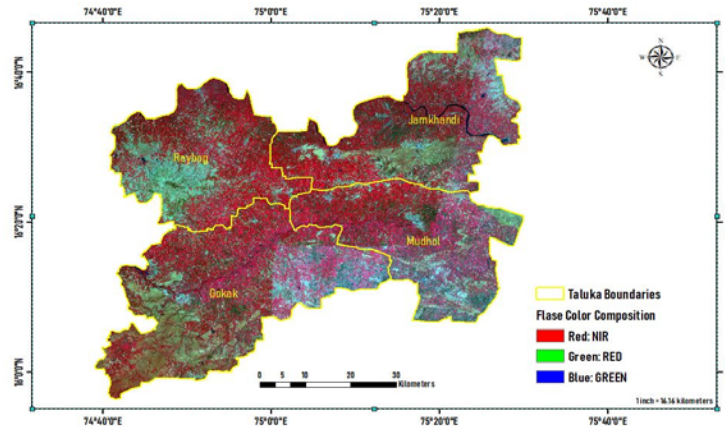 74°40'0"E 75°0'0"E 75°20'0"E 75°40'0"E
N
W E
S
16°40'0"N
16°20'0"N
16°0'0"N
Jamkhandi
Raybag
Mudhol
Gokak
Taluka Boundaries
Flase Color Composition
Red: NIR
Green: RED
Blue: GREEN
0 5 10 20 30
Kilometers
1 inch = 16.16 kilometers
74°40'0"E 75°0'0"E 75°20'0"E 75°40'0"E